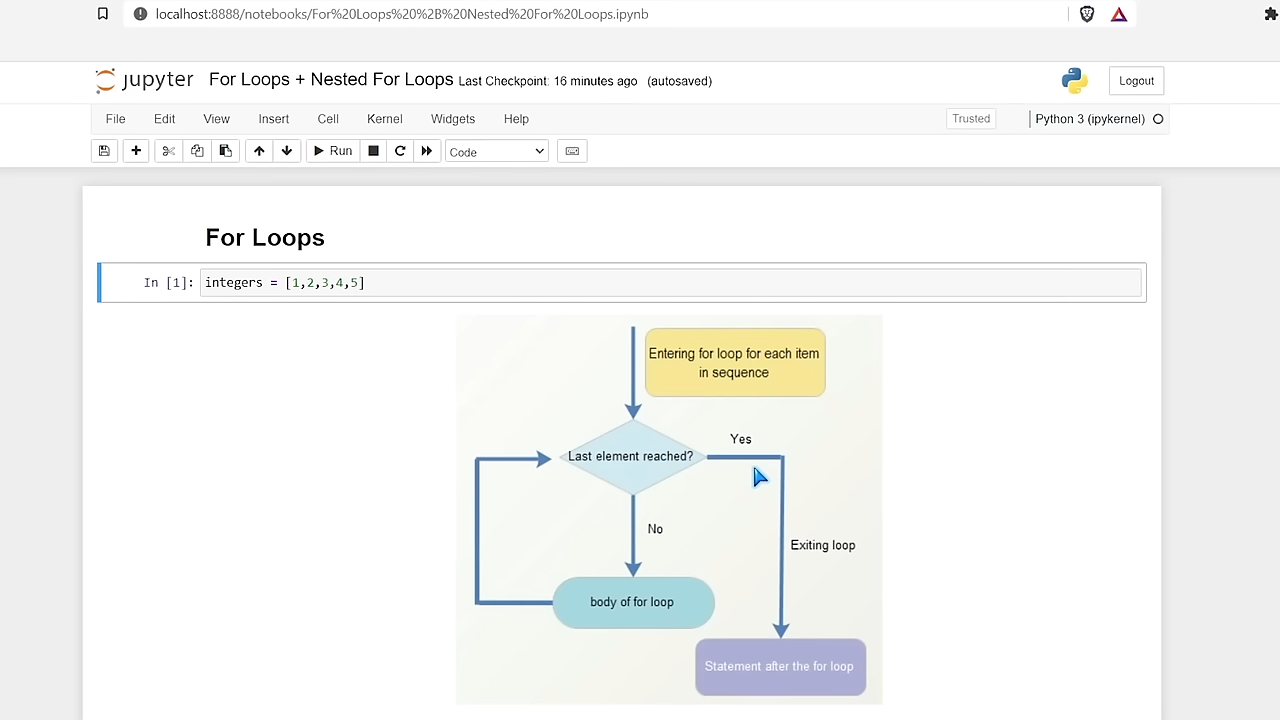 localhost:8888/notebooks/For%20Loops%20%2B%20Nested%20For%20Loops.ipynb
jupyter For Loops + Nested For Loops Last Checkpoint: 16 minutes ago (autosaved) Logout
File Edit View Insert Cell Kernel Widgets Help Trusted Python 3 (ipykernel)
Run Code
For Loops
In [1]: integers = [1,2,3,4,5]
Entering for loop for each item
in sequence
Yes
Last element reached?
No
Exiting loop
body of for loop
Statement after the for loop